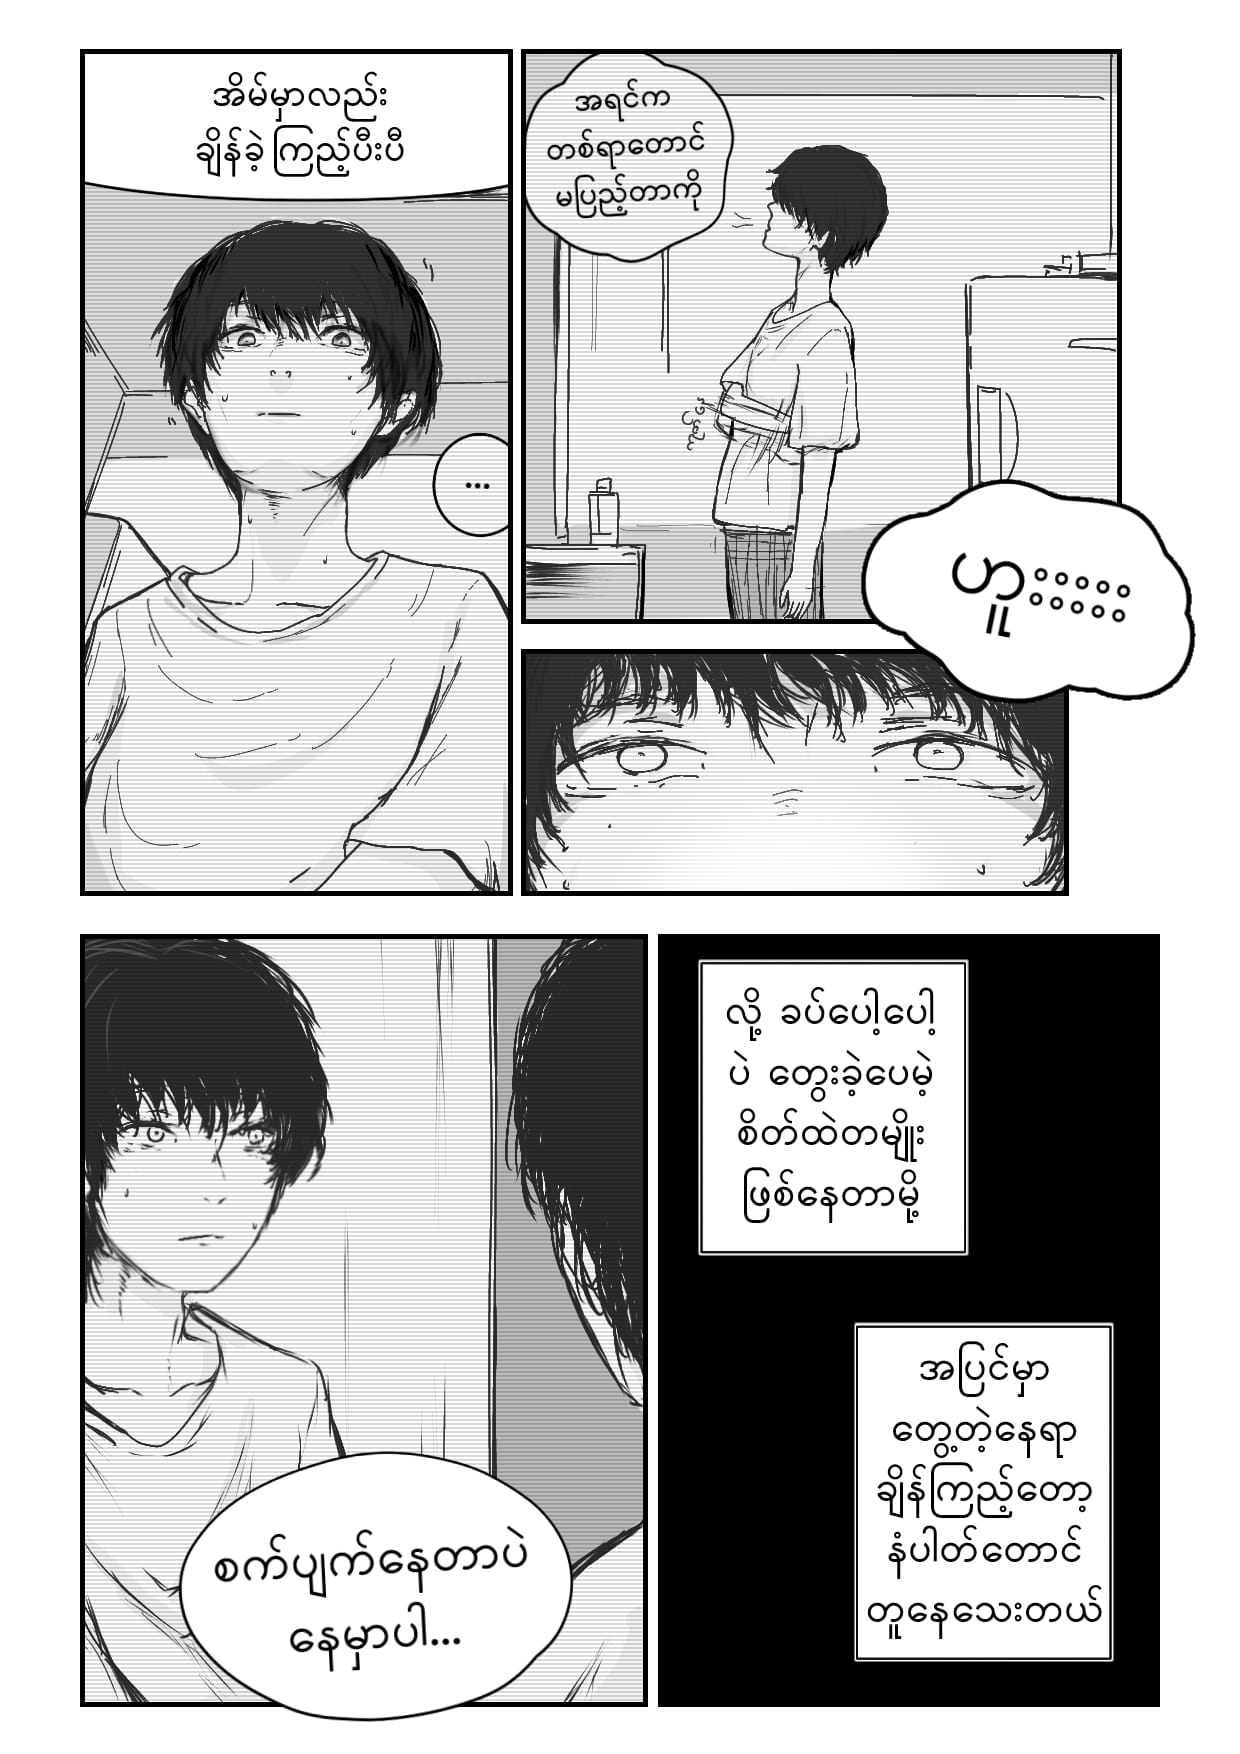 အိမ်မှာလည်း
ချိန်ခဲ့ ကြည့်ပီးပီ
...
အရင်က
တစ်ရာတောင်
မပြည့်တာကို
ဟူးးးးးးးးးးး
စက်ပျက်နေတာပဲ
နေမှာပါ...
လို့ ခပ်ပေါ့ပေါ့
ပဲ တွေးခဲ့ပေမဲ့
စိတ်ထဲတမျိုး
ဖြစ်နေတာမို့
အပြင်မှာ
တွေ့တဲ့နေရာ
ချိန်ကြည့်တော့
နံပါတ်တောင်
တူနေသေးတယ်